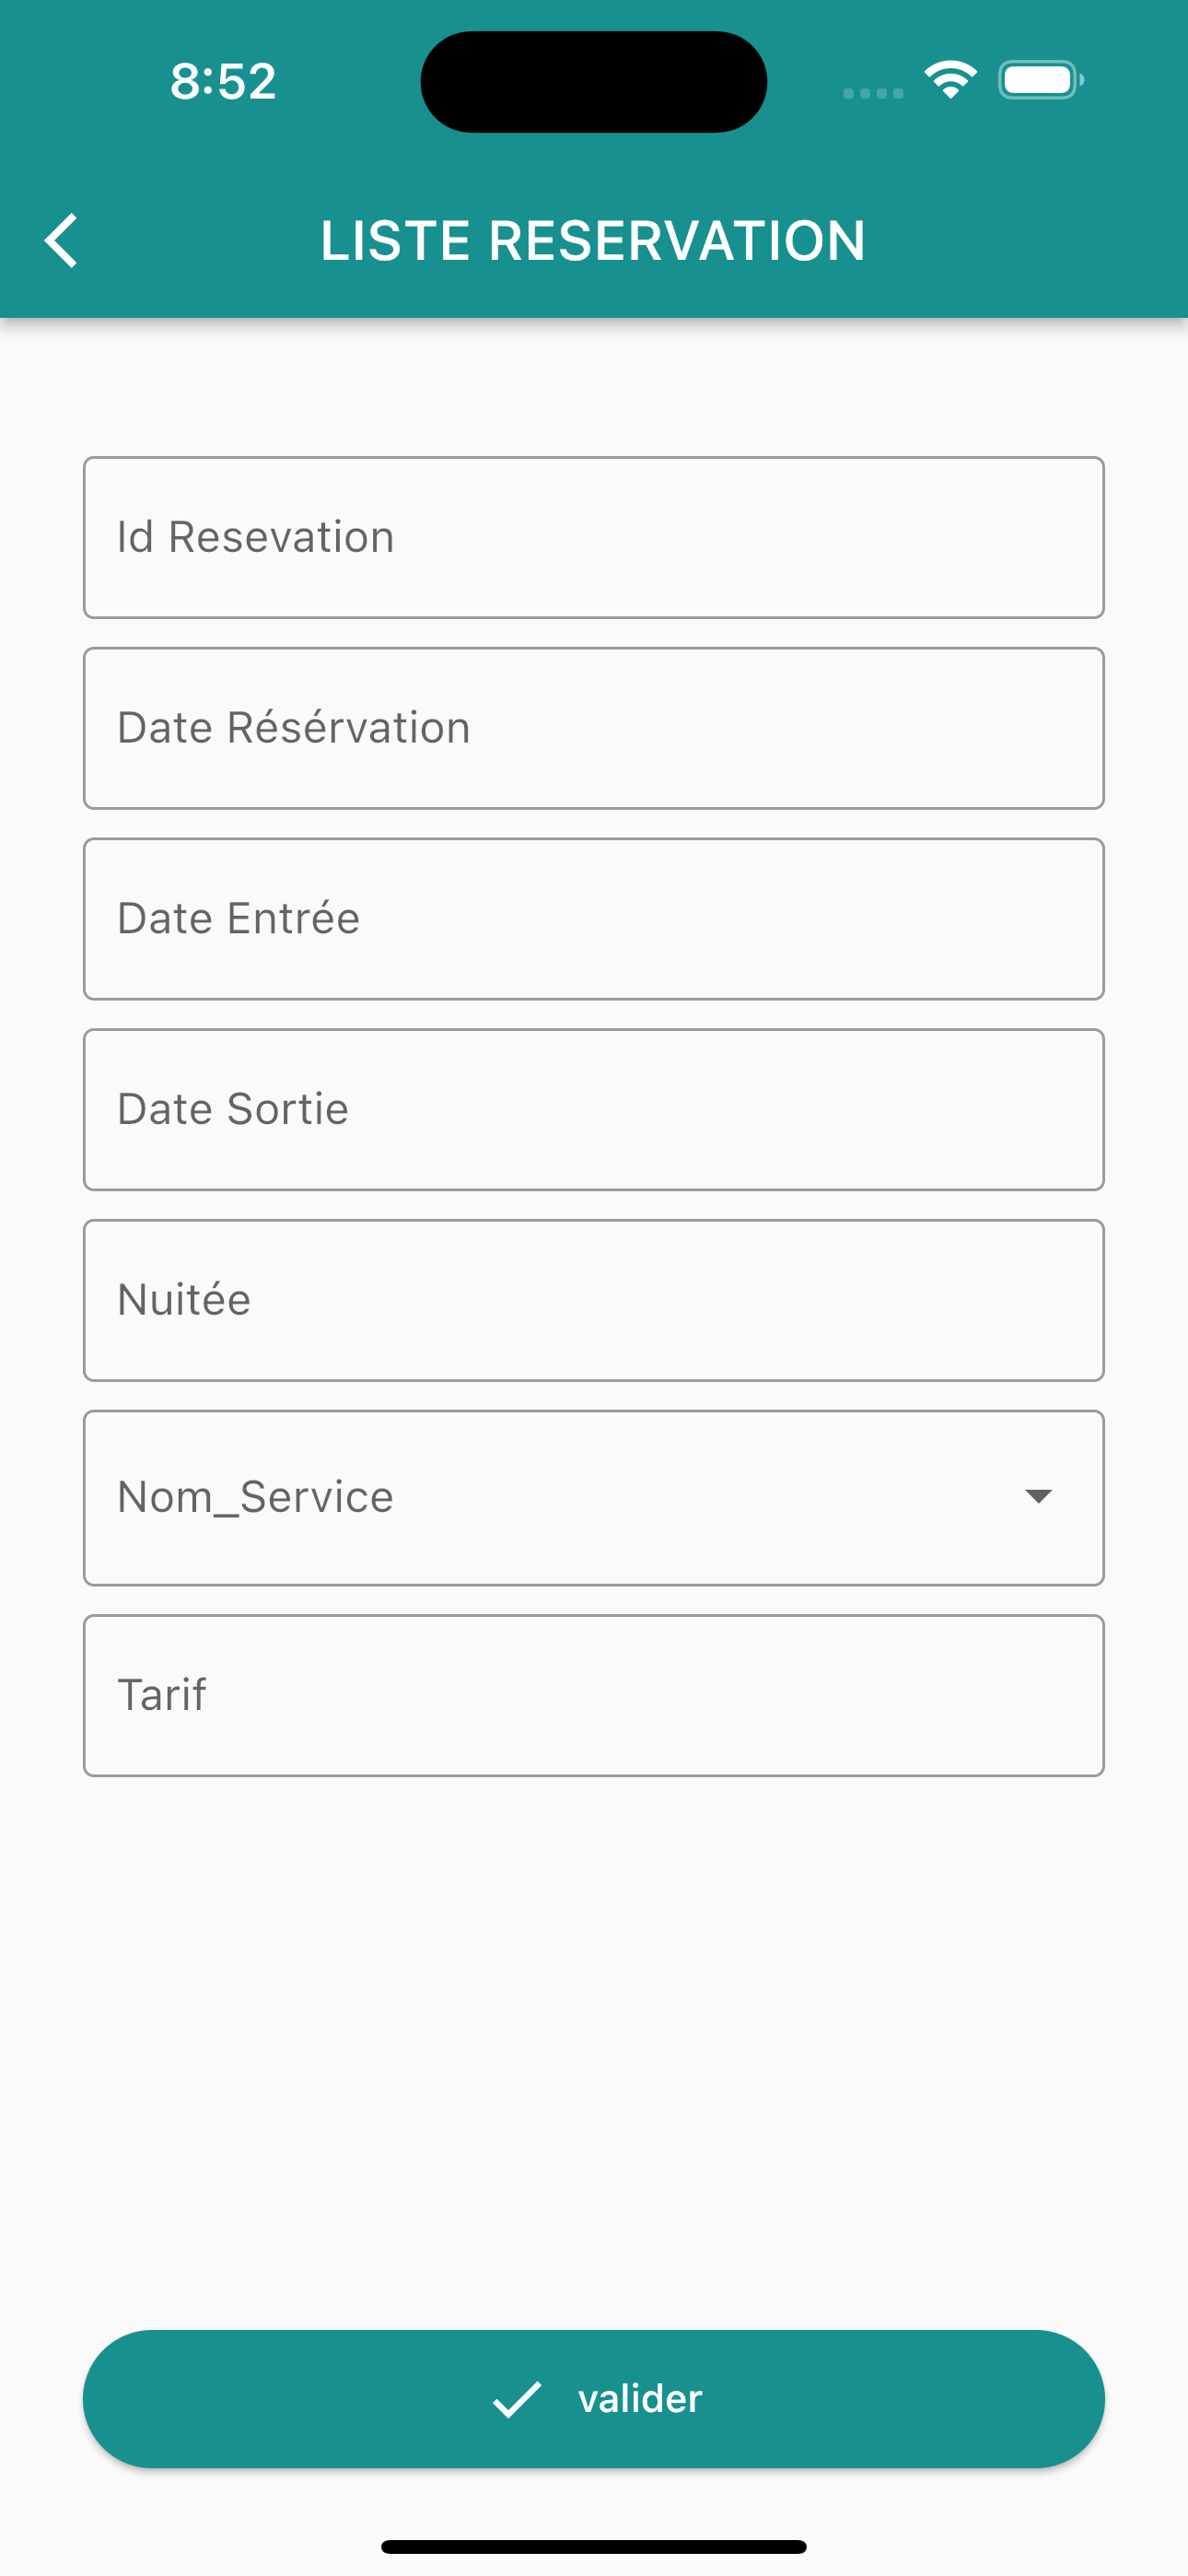 8:52
LISTE RESERVATION
Id Resevation
Date Résérvation
Date Entrée
Date Sortie
Nuitée
Nom_Service
Tarif
valider